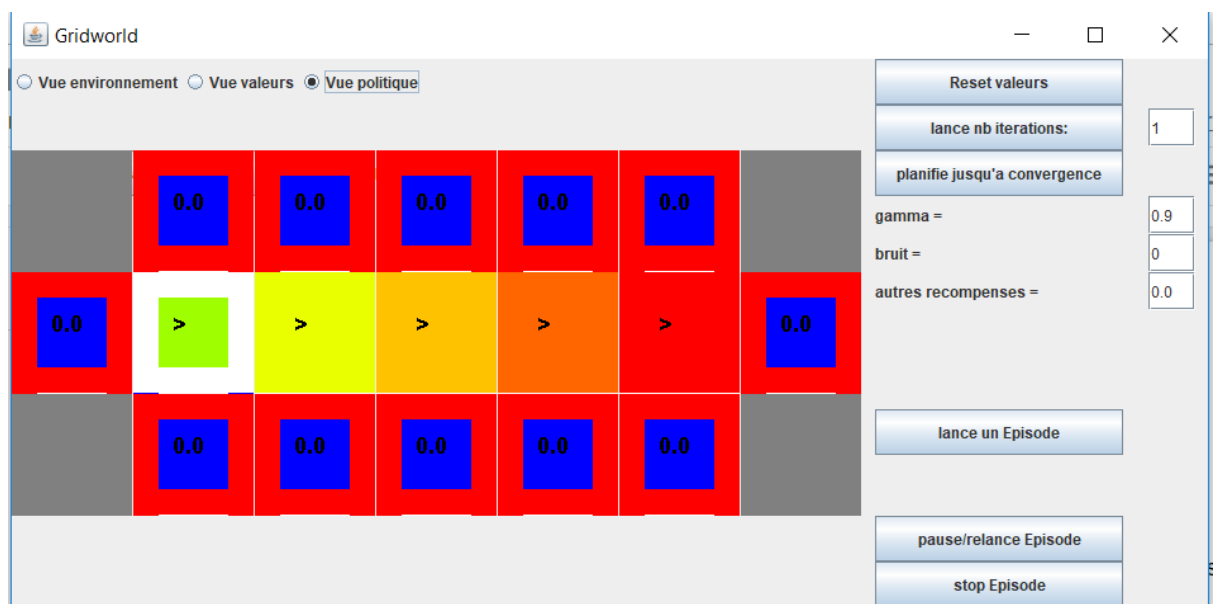 Gridworld
Vue environnement Vue valeurs Vue politique
Reset valeurs
lance nb iterations: 1
planifie jusqu'a convergence
gamma = 0.9
bruit = 0
autres recompenses = 0.0
0.0 0.0 0.0 0.0 0.0
0.0 > > > > > 0.0
0.0 0.0 0.0 0.0 0.0
lance un Episode
pause/relance Episode
stop Episode